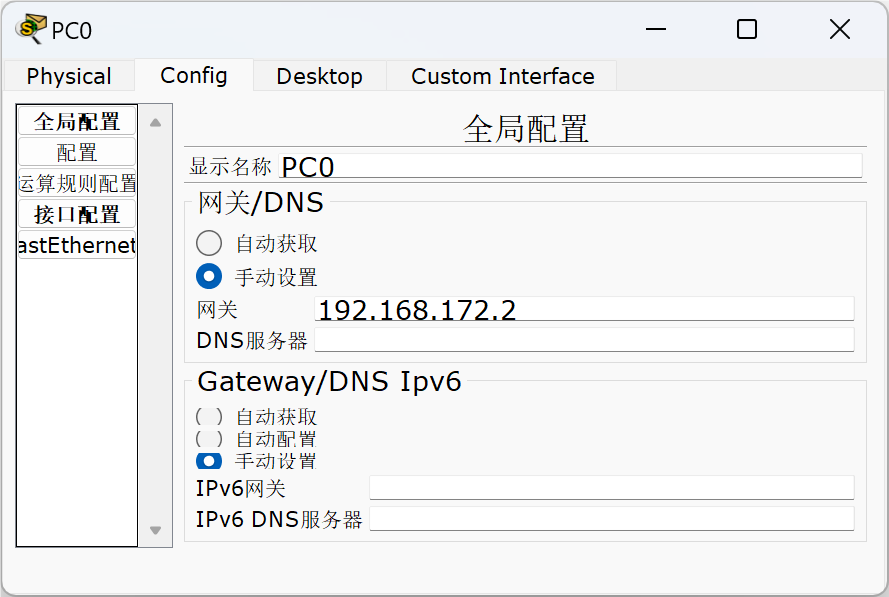 PC0
Physical Config Desktop Custom Interface
全局配置
配置
运算规则配置
接口配置
astEthernet
全局配置
显示名称 PC0
网关/DNS
自动获取
手动设置
网关 192.168.172.2
DNS服务器
Gateway/DNS Ipv6
自动获取
自动配置
手动设置
IPv6网关
IPv6 DNS服务器